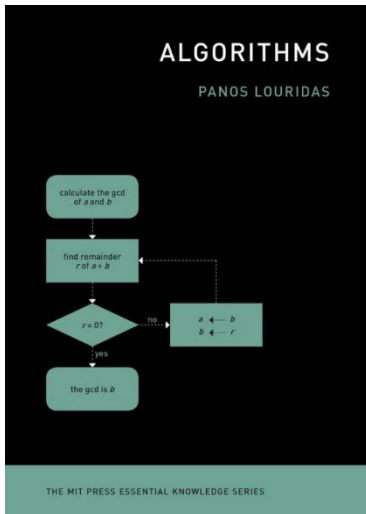 ALGORITHMS
PANOS LOURIDAS
calculate the gcd
of a and b
find remainder
r of a ÷ b
r = 0?
no
a ← b
b ← r
yes
the gcd is b
THE MIT PRESS ESSENTIAL KNOWLEDGE SERIES